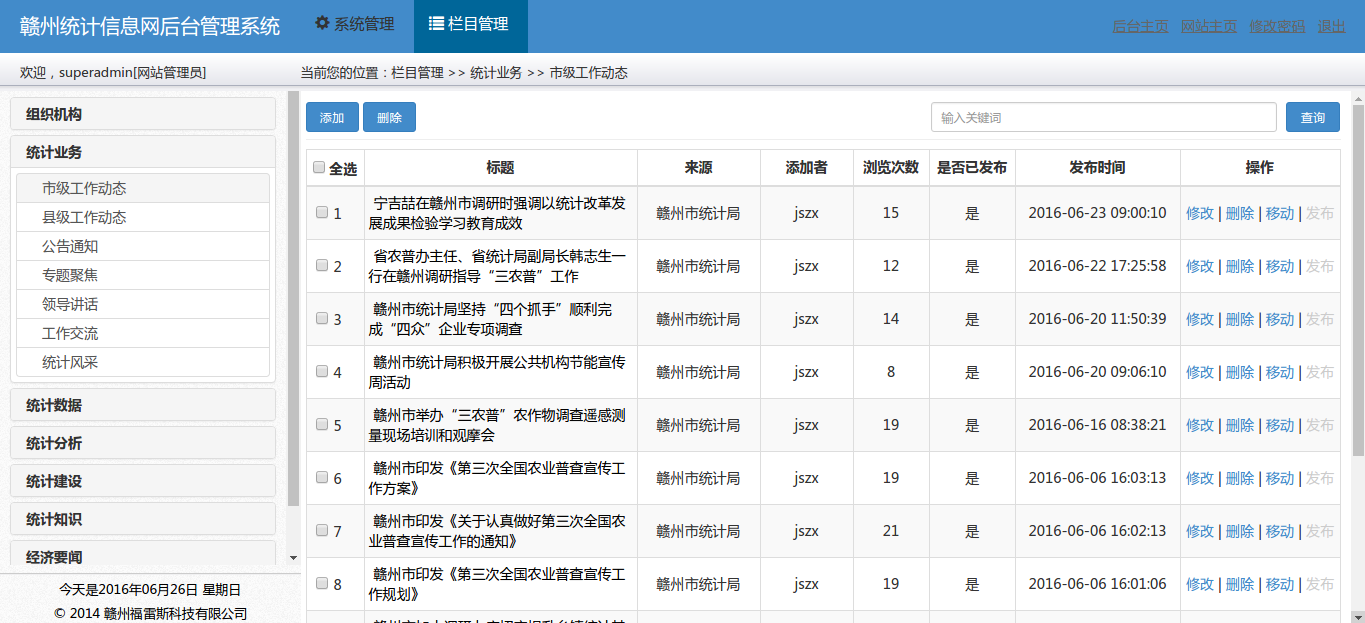 赣州统计信息网后台管理系统 系统管理 栏目管理 后台主页 网站主页 修改密码 退出
欢迎，superadmin[网站管理员] 当前您的位置：栏目管理 >> 统计业务 >> 市级工作动态
组织机构
统计业务
市级工作动态
县级工作动态
公告通知
专题聚焦
领导讲话
工作交流
统计风采
统计数据
统计分析
统计建设
统计知识
经济要闻
今天是2016年06月26日 星期日
© 2014 赣州福雷斯科技有限公司
添加 删除 输入关键词 查询
全选 标题 来源 添加者 浏览次数 是否已发布 发布时间 操作
1 宁吉喆在赣州市调研时强调以统计改革发 赣州市统计局 jszx 15 是 2016-06-23 09:00:10 修改 | 删除 | 移动 | 发布
展成果检验学习教育成效
2 省农普办主任、省统计局副局长韩志生一 赣州市统计局 jszx 12 是 2016-06-22 17:25:58 修改 | 删除 | 移动 | 发布
行在赣州调研指导“三农普”工作
3 赣州市统计局坚持“四个抓手”顺利完 赣州市统计局 jszx 14 是 2016-06-20 11:50:39 修改 | 删除 | 移动 | 发布
成“四众”企业专项调查
4 赣州市统计局积极开展公共机构节能宣传 赣州市统计局 jszx 8 是 2016-06-20 09:06:10 修改 | 删除 | 移动 | 发布
周活动
5 赣州市举办“三农普”农作物调查遥感测 赣州市统计局 jszx 19 是 2016-06-16 08:38:21 修改 | 删除 | 移动 | 发布
量现场培训和观摩会
6 赣州市印发《第三次全国农业普查宣传工 赣州市统计局 jszx 19 是 2016-06-06 16:03:13 修改 | 删除 | 移动 | 发布
作方案》
7 赣州市印发《关于认真做好第三次全国农 赣州市统计局 jszx 21 是 2016-06-06 16:02:13 修改 | 删除 | 移动 | 发布
业普查宣传工作的通知》
8 赣州市印发《第三次全国农业普查宣传工 赣州市统计局 jszx 19 是 2016-06-06 16:01:06 修改 | 删除 | 移动 | 发布
作规划》